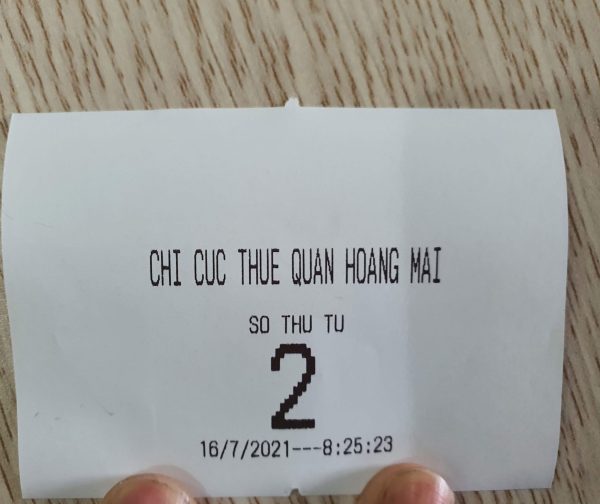 CHI CUC THUE QUAN HOANG MAI
SO THU TU
2
16/7/2021---8:25:23